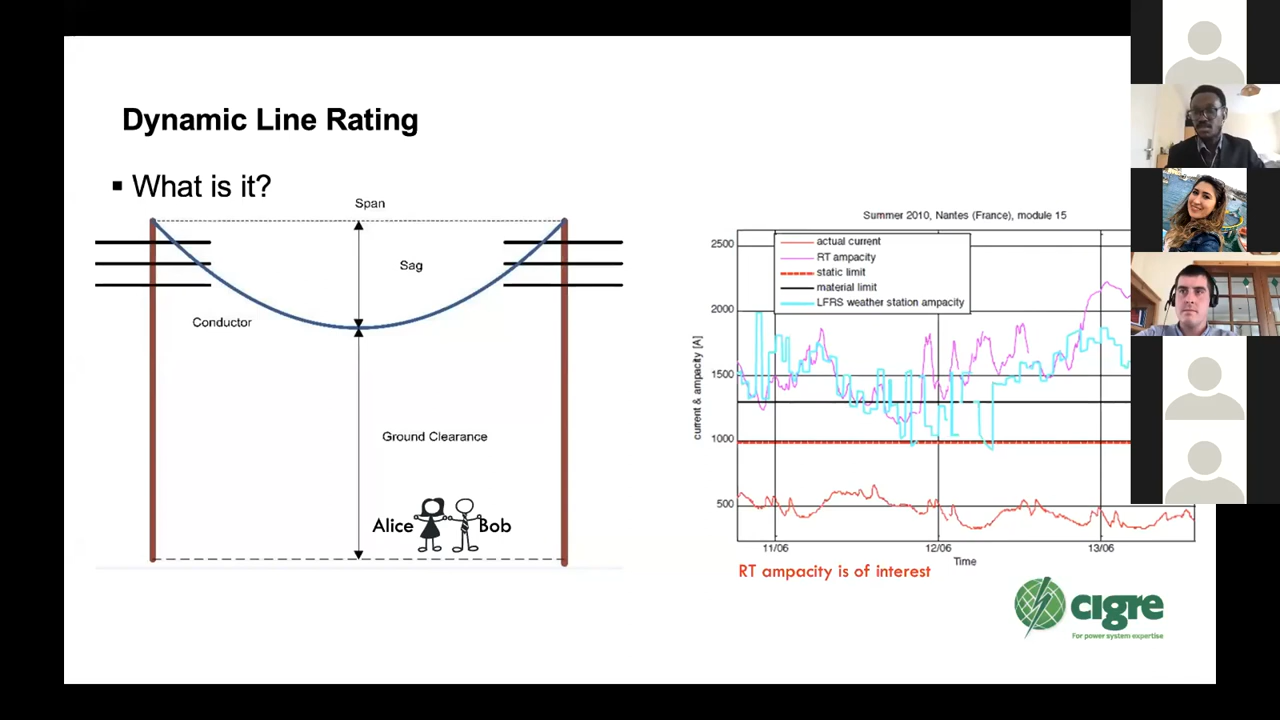 Dynamic Line Rating
▪ What is it?
Span
Sag
Conductor
Ground Clearance
Alice
Bob
Summer 2010, Nantes (France), module 15
actual current
RT ampacity
static limit
material limit
LFRS weather station ampacity
current & ampacity [A]
2500
2000
1500
1000
500
11/06
12/06
13/06
Time
RT ampacity is of interest
cigre
For power system expertise